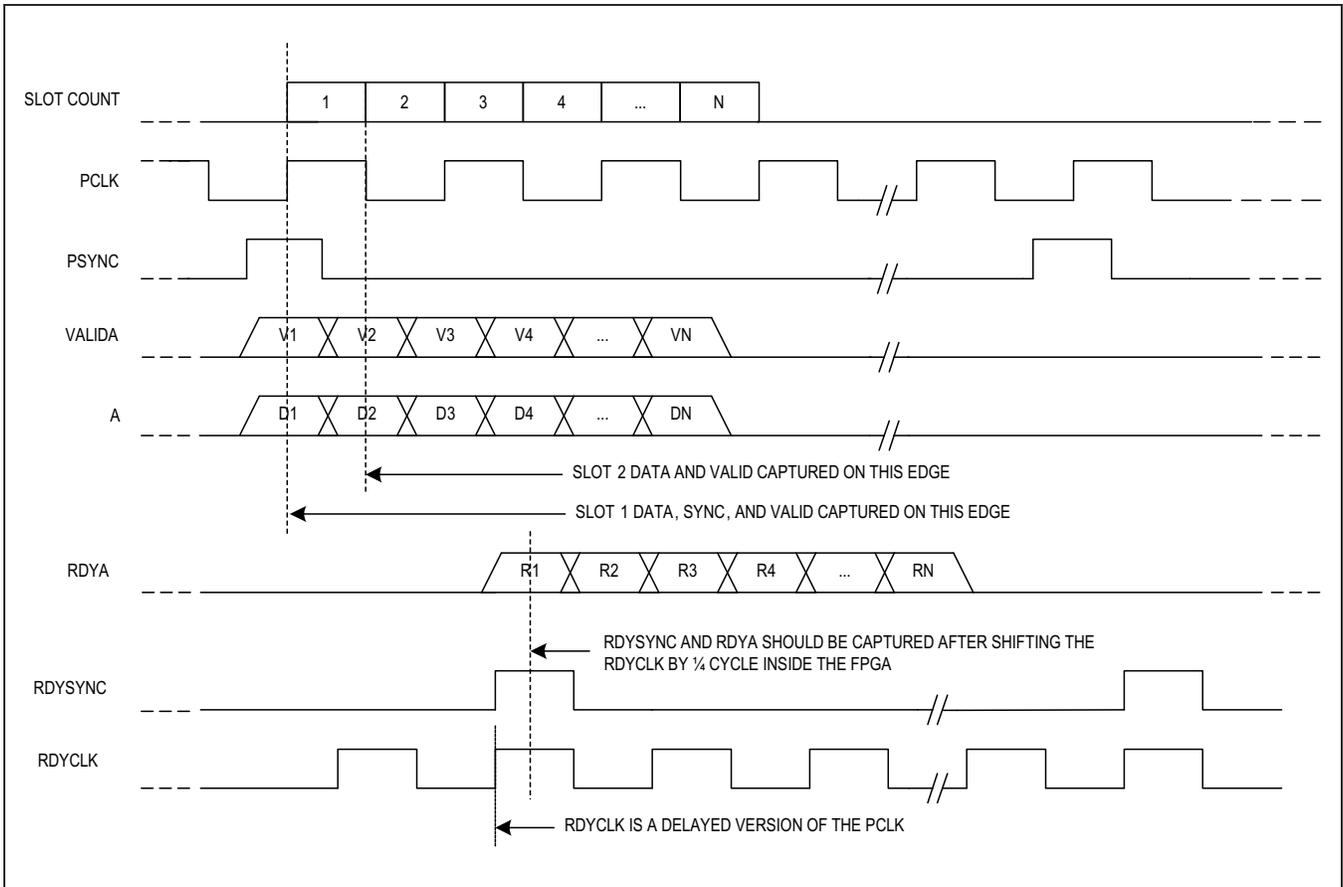 SLOT COUNT
1 2 3 4 ... N
PCLK
PSYNC
VALIDA
V1 V2 V3 V4 ... VN
A
D1 D2 D3 D4 ... DN
SLOT 2 DATA AND VALID CAPTURED ON THIS EDGE
SLOT 1 DATA, SYNC, AND VALID CAPTURED ON THIS EDGE
RDYA
R1 R2 R3 R4 ... RN
RDYSYNC AND RDYA SHOULD BE CAPTURED AFTER SHIFTING THE
RDYCLK BY ¼ CYCLE INSIDE THE FPGA
RDYSYNC
RDYCLK
RDYCLK IS A DELAYED VERSION OF THE PCLK